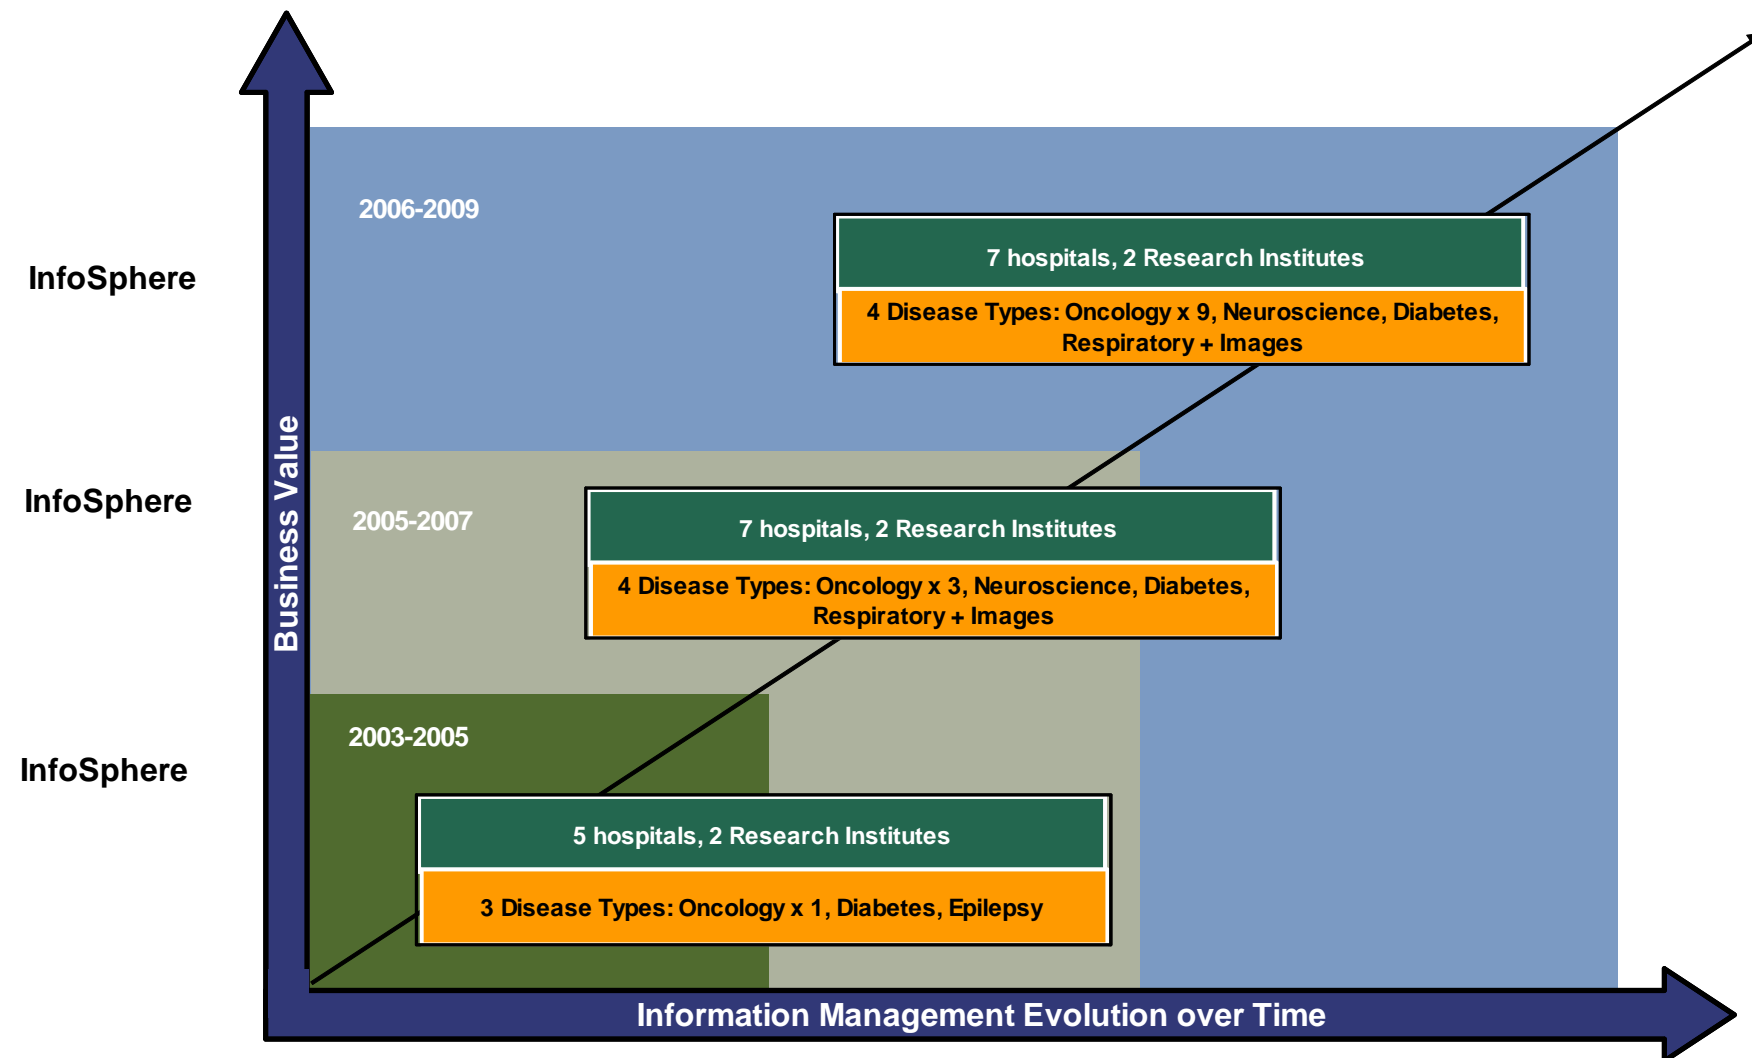 2006-2009
InfoSphere
7 hospitals, 2 Research Institutes
4 Disease Types: Oncology x 9, Neuroscience, Diabetes,
Respiratory + Images
InfoSphere
2005-2007
7 hospitals, 2 Research Institutes
4 Disease Types: Oncology x 3, Neuroscience, Diabetes,
Respiratory + Images
Business Value
InfoSphere
2003-2005
5 hospitals, 2 Research Institutes
3 Disease Types: Oncology x 1, Diabetes, Epilepsy
Information Management Evolution over Time